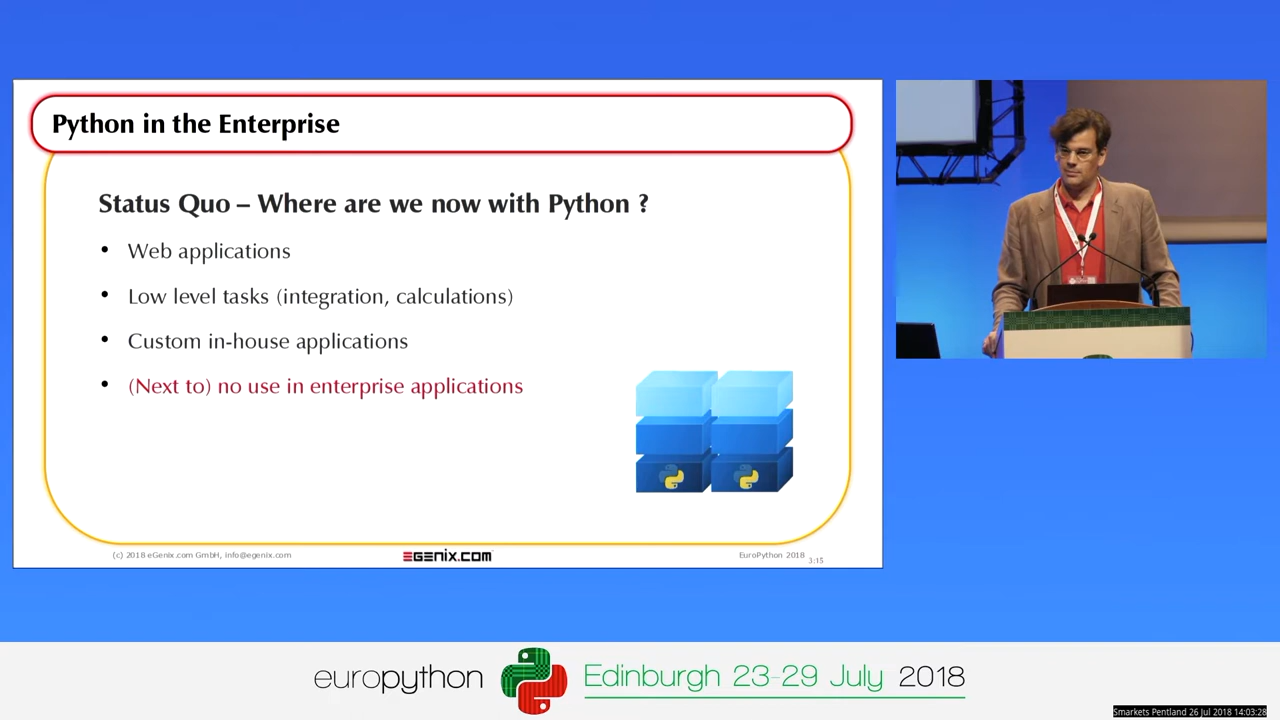 Python in the Enterprise
Status Quo – Where are we now with Python ?
• Web applications
• Low level tasks (integration, calculations)
• Custom in-house applications
• (Next to) no use in enterprise applications
(c) 2018 eGenix.com GmbH, info@egenix.com
EGENIX.COM
EuroPython 2018
3:15
europython
Edinburgh 23-29 July 2018
Smarkets Pentland 26 Jul 2018 14:03:28